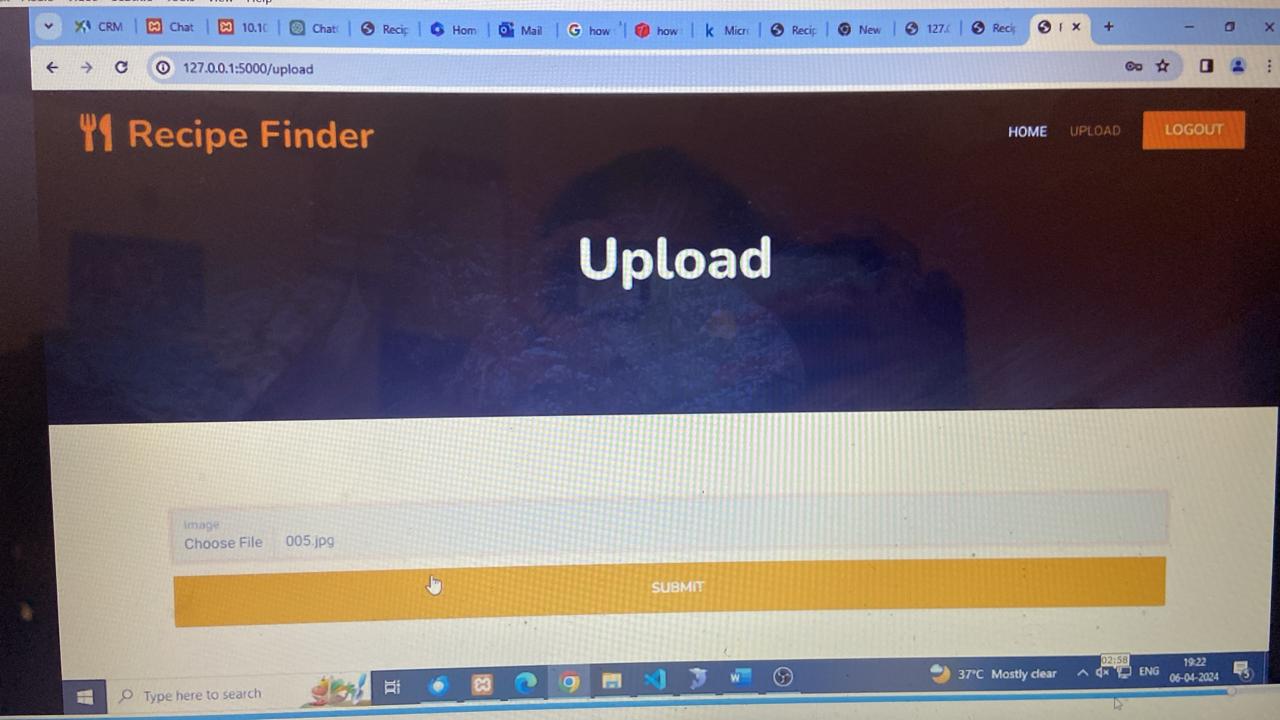 CRM Chat 10.1( Chat( Recip Hom Mail how how Micr Recip New 127.( Recip
127.0.0.1:5000/upload
Recipe Finder HOME UPLOAD LOGOUT
Upload
Image
Choose File 005.jpg
SUBMIT
02:58
Type here to search 37°C Mostly clear ENG 19:22
06-04-2024